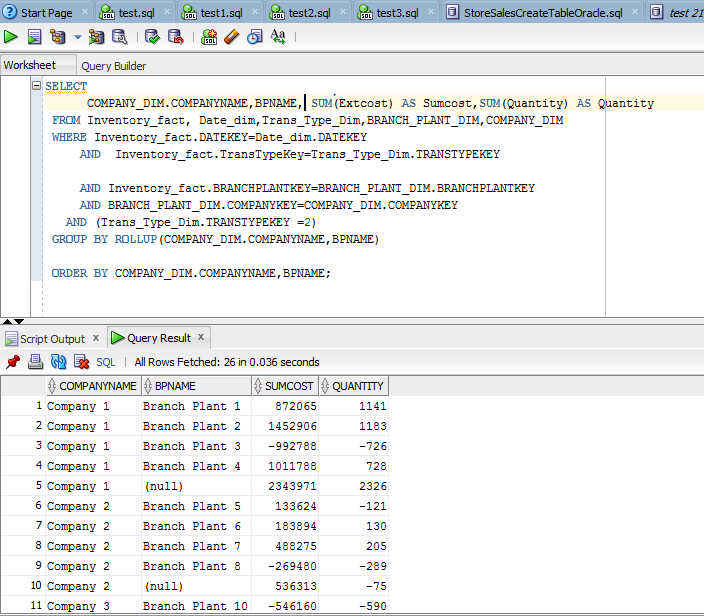 Start Page test.sql test1.sql test2.sql test3.sql StoreSalesCreateTableOracle.sql test 21
Worksheet Query Builder
SELECT
COMPANY_DIM.COMPANYNAME,BPNAME, SUM(Extcost) AS Sumcost,SUM(Quantity) AS Quantity
FROM Inventory_fact, Date_dim,Trans_Type_Dim,BRANCH_PLANT_DIM,COMPANY_DIM
WHERE Inventory_fact.DATEKEY=Date_dim.DATEKEY
AND Inventory_fact.TransTypeKey=Trans_Type_Dim.TRANSTYPEKEY
AND Inventory_fact.BRANCHPLANTKEY=BRANCH_PLANT_DIM.BRANCHPLANTKEY
AND BRANCH_PLANT_DIM.COMPANYKEY=COMPANY_DIM.COMPANYKEY
AND (Trans_Type_Dim.TRANSTYPEKEY =2)
GROUP BY ROLLUP(COMPANY_DIM.COMPANYNAME,BPNAME)
ORDER BY COMPANY_DIM.COMPANYNAME,BPNAME;
Script Output x Query Result x
SQL | All Rows Fetched: 26 in 0.036 seconds
COMPANYNAME BPNAME SUMCOST QUANTITY
1 Company 1 Branch Plant 1 872065 1141
2 Company 1 Branch Plant 2 1452906 1183
3 Company 1 Branch Plant 3 -992788 -726
4 Company 1 Branch Plant 4 1011788 728
5 Company 1 (null) 2343971 2326
6 Company 2 Branch Plant 5 133624 -121
7 Company 2 Branch Plant 6 183894 130
8 Company 2 Branch Plant 7 488275 205
9 Company 2 Branch Plant 8 -269480 -289
10 Company 2 (null) 536313 -75
11 Company 3 Branch Plant 10 -546160 -590